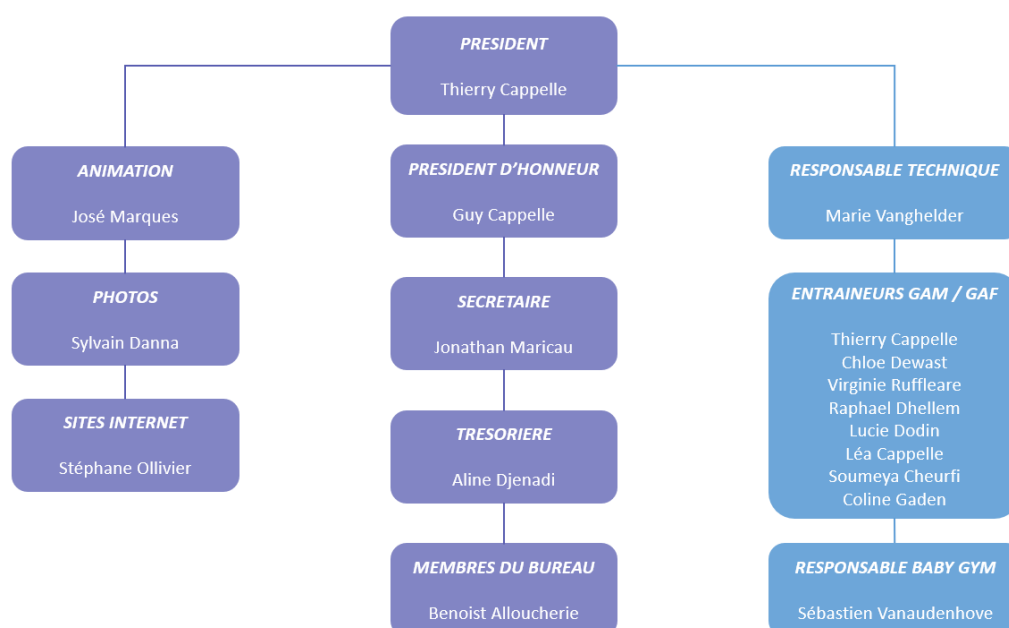 PRESIDENT
Thierry Cappelle
ANIMATION
José Marques
PRESIDENT D’HONNEUR
Guy Cappelle
RESPONSABLE TECHNIQUE
Marie Vanghelder
PHOTOS
Sylvain Danna
SECRETAIRE
Jonathan Maricau
ENTRAINEURS GAM / GAF
Thierry Cappelle
Chloe Dewast
Virginie Ruffleare
Raphael Dhellem
Lucie Dodin
Léa Cappelle
Soumeya Cheurfi
Coline Gaden
SITES INTERNET
Stéphane Ollivier
TRESORIERE
Aline Djenadi
MEMBRES DU BUREAU
Benoist Alloucherie
RESPONSABLE BABY GYM
Sébastien Vanaudenhove